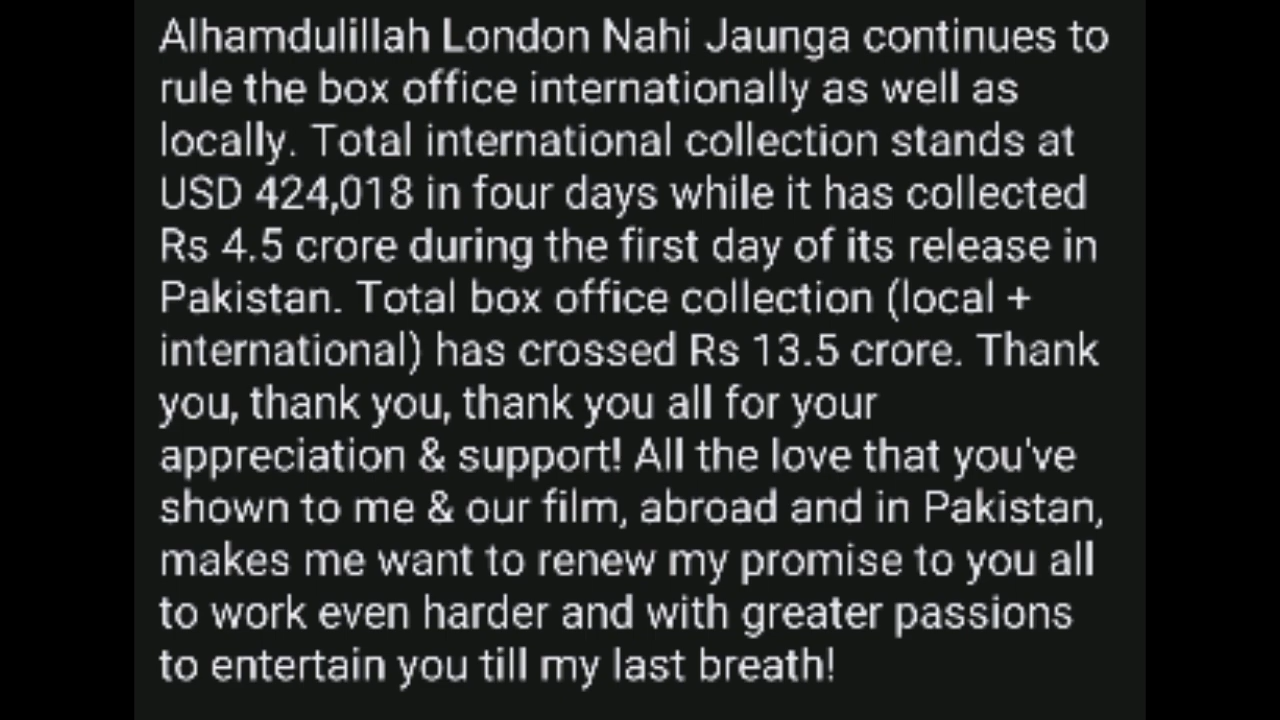 Alhamdulillah London Nahi Jaunga continues to
rule the box office internationally as well as
locally. Total international collection stands at
USD 424,018 in four days while it has collected
Rs 4.5 crore during the first day of its release in
Pakistan. Total box office collection (local +
international) has crossed Rs 13.5 crore. Thank
you, thank you, thank you all for your
appreciation & support! All the love that you've
shown to me & our film, abroad and in Pakistan,
makes me want to renew my promise to you all
to work even harder and with greater passions
to entertain you till my last breath!